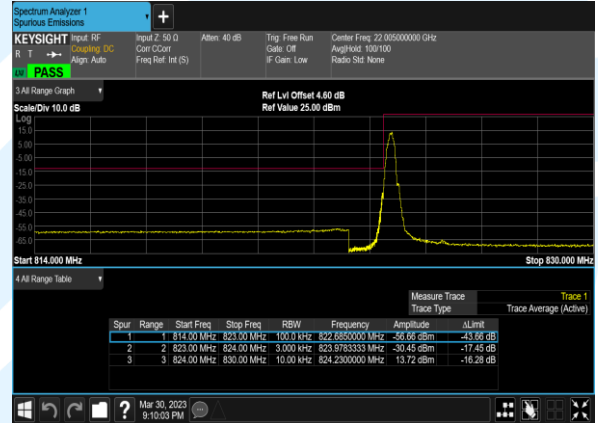 Spectrum Analyzer 1
Spurious Emissions
KEYSIGHT Input: RF Input Z: 50 Ω Atten: 40 dB Trig: Free Run Center Freq: 22.005000000 GHz
R T Coupling: DC Corr CCorr Gate: Off Avg|Hold: 100/100
Align: Auto Freq Ref: Int (S) IF Gain: Low Radio Std: None
PASS
3 All Range Graph
Ref Lvl Offset 4.60 dB
Scale/Div 10.0 dB Ref Value 25.00 dBm
Log
15.0
5.00
-5.00
-15.0
-25.0
-35.0
-45.0
-55.0
-65.0
Start 814.000 MHz Stop 830.000 MHz
4 All Range Table
Measure Trace Trace 1
Trace Type Trace Average (Active)
Spur Range Start Freq Stop Freq RBW Frequency Amplitude ΔLimit
1 1 814.00 MHz 823.00 MHz 100.0 kHz 822.6850000 MHz -56.66 dBm -43.66 dB
2 2 823.00 MHz 824.00 MHz 3.000 kHz 823.9783333 MHz -30.45 dBm -17.45 dB
3 3 824.00 MHz 830.00 MHz 10.00 kHz 824.2300000 MHz 13.72 dBm -16.28 dB
Mar 30, 2023
9:10:03 PM